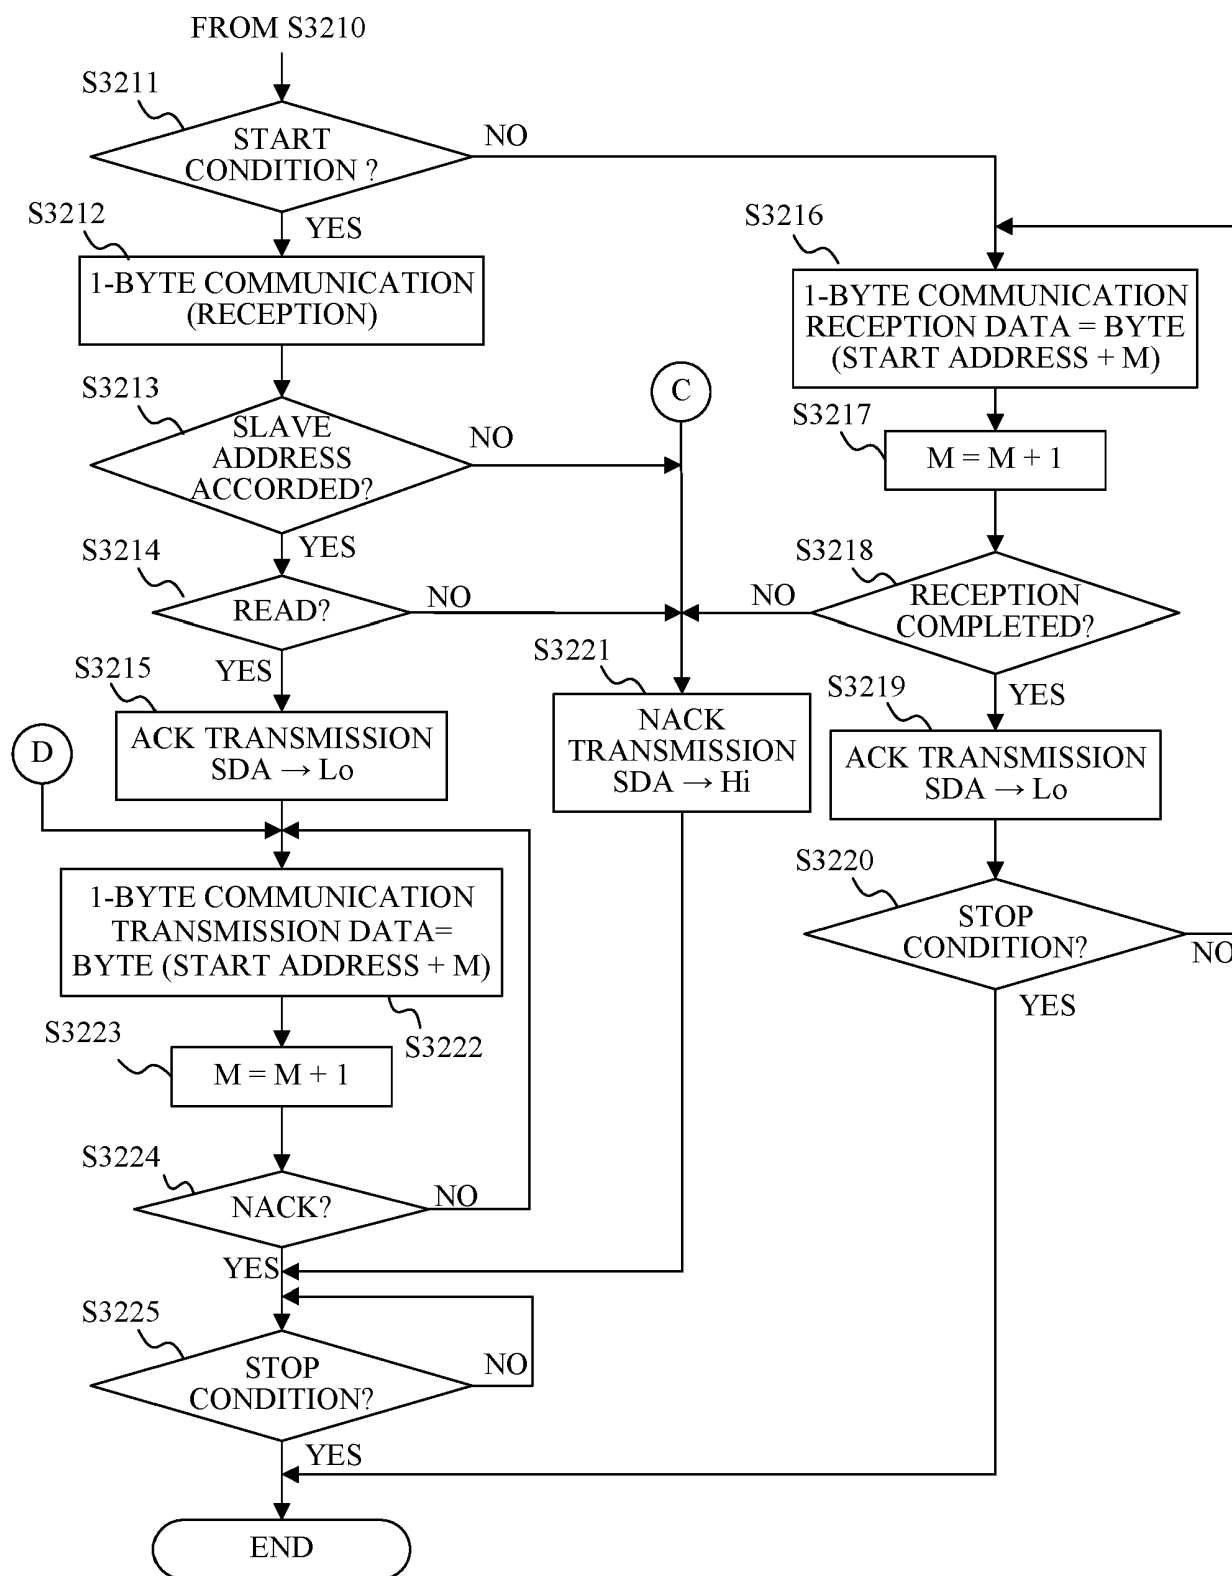 FROM S3210
S3211
START
CONDITION ?
NO
YES
S3212
1-BYTE COMMUNICATION
(RECEPTION)
S3213
SLAVE
ADDRESS
ACCORDED?
NO
YES
S3214
READ?
NO
YES
S3215
ACK TRANSMISSION
SDA → Lo
D
1-BYTE COMMUNICATION
TRANSMISSION DATA=
BYTE (START ADDRESS + M)
S3222
S3223
M = M + 1
S3224
NACK?
NO
YES
S3225
STOP
CONDITION?
NO
YES
END
C
S3221
NACK
TRANSMISSION
SDA → Hi
S3216
1-BYTE COMMUNICATION
RECEPTION DATA = BYTE
(START ADDRESS + M)
S3217
M = M + 1
S3218
RECEPTION
COMPLETED?
NO
YES
S3219
ACK TRANSMISSION
SDA → Lo
S3220
STOP
CONDITION?
NO
YES